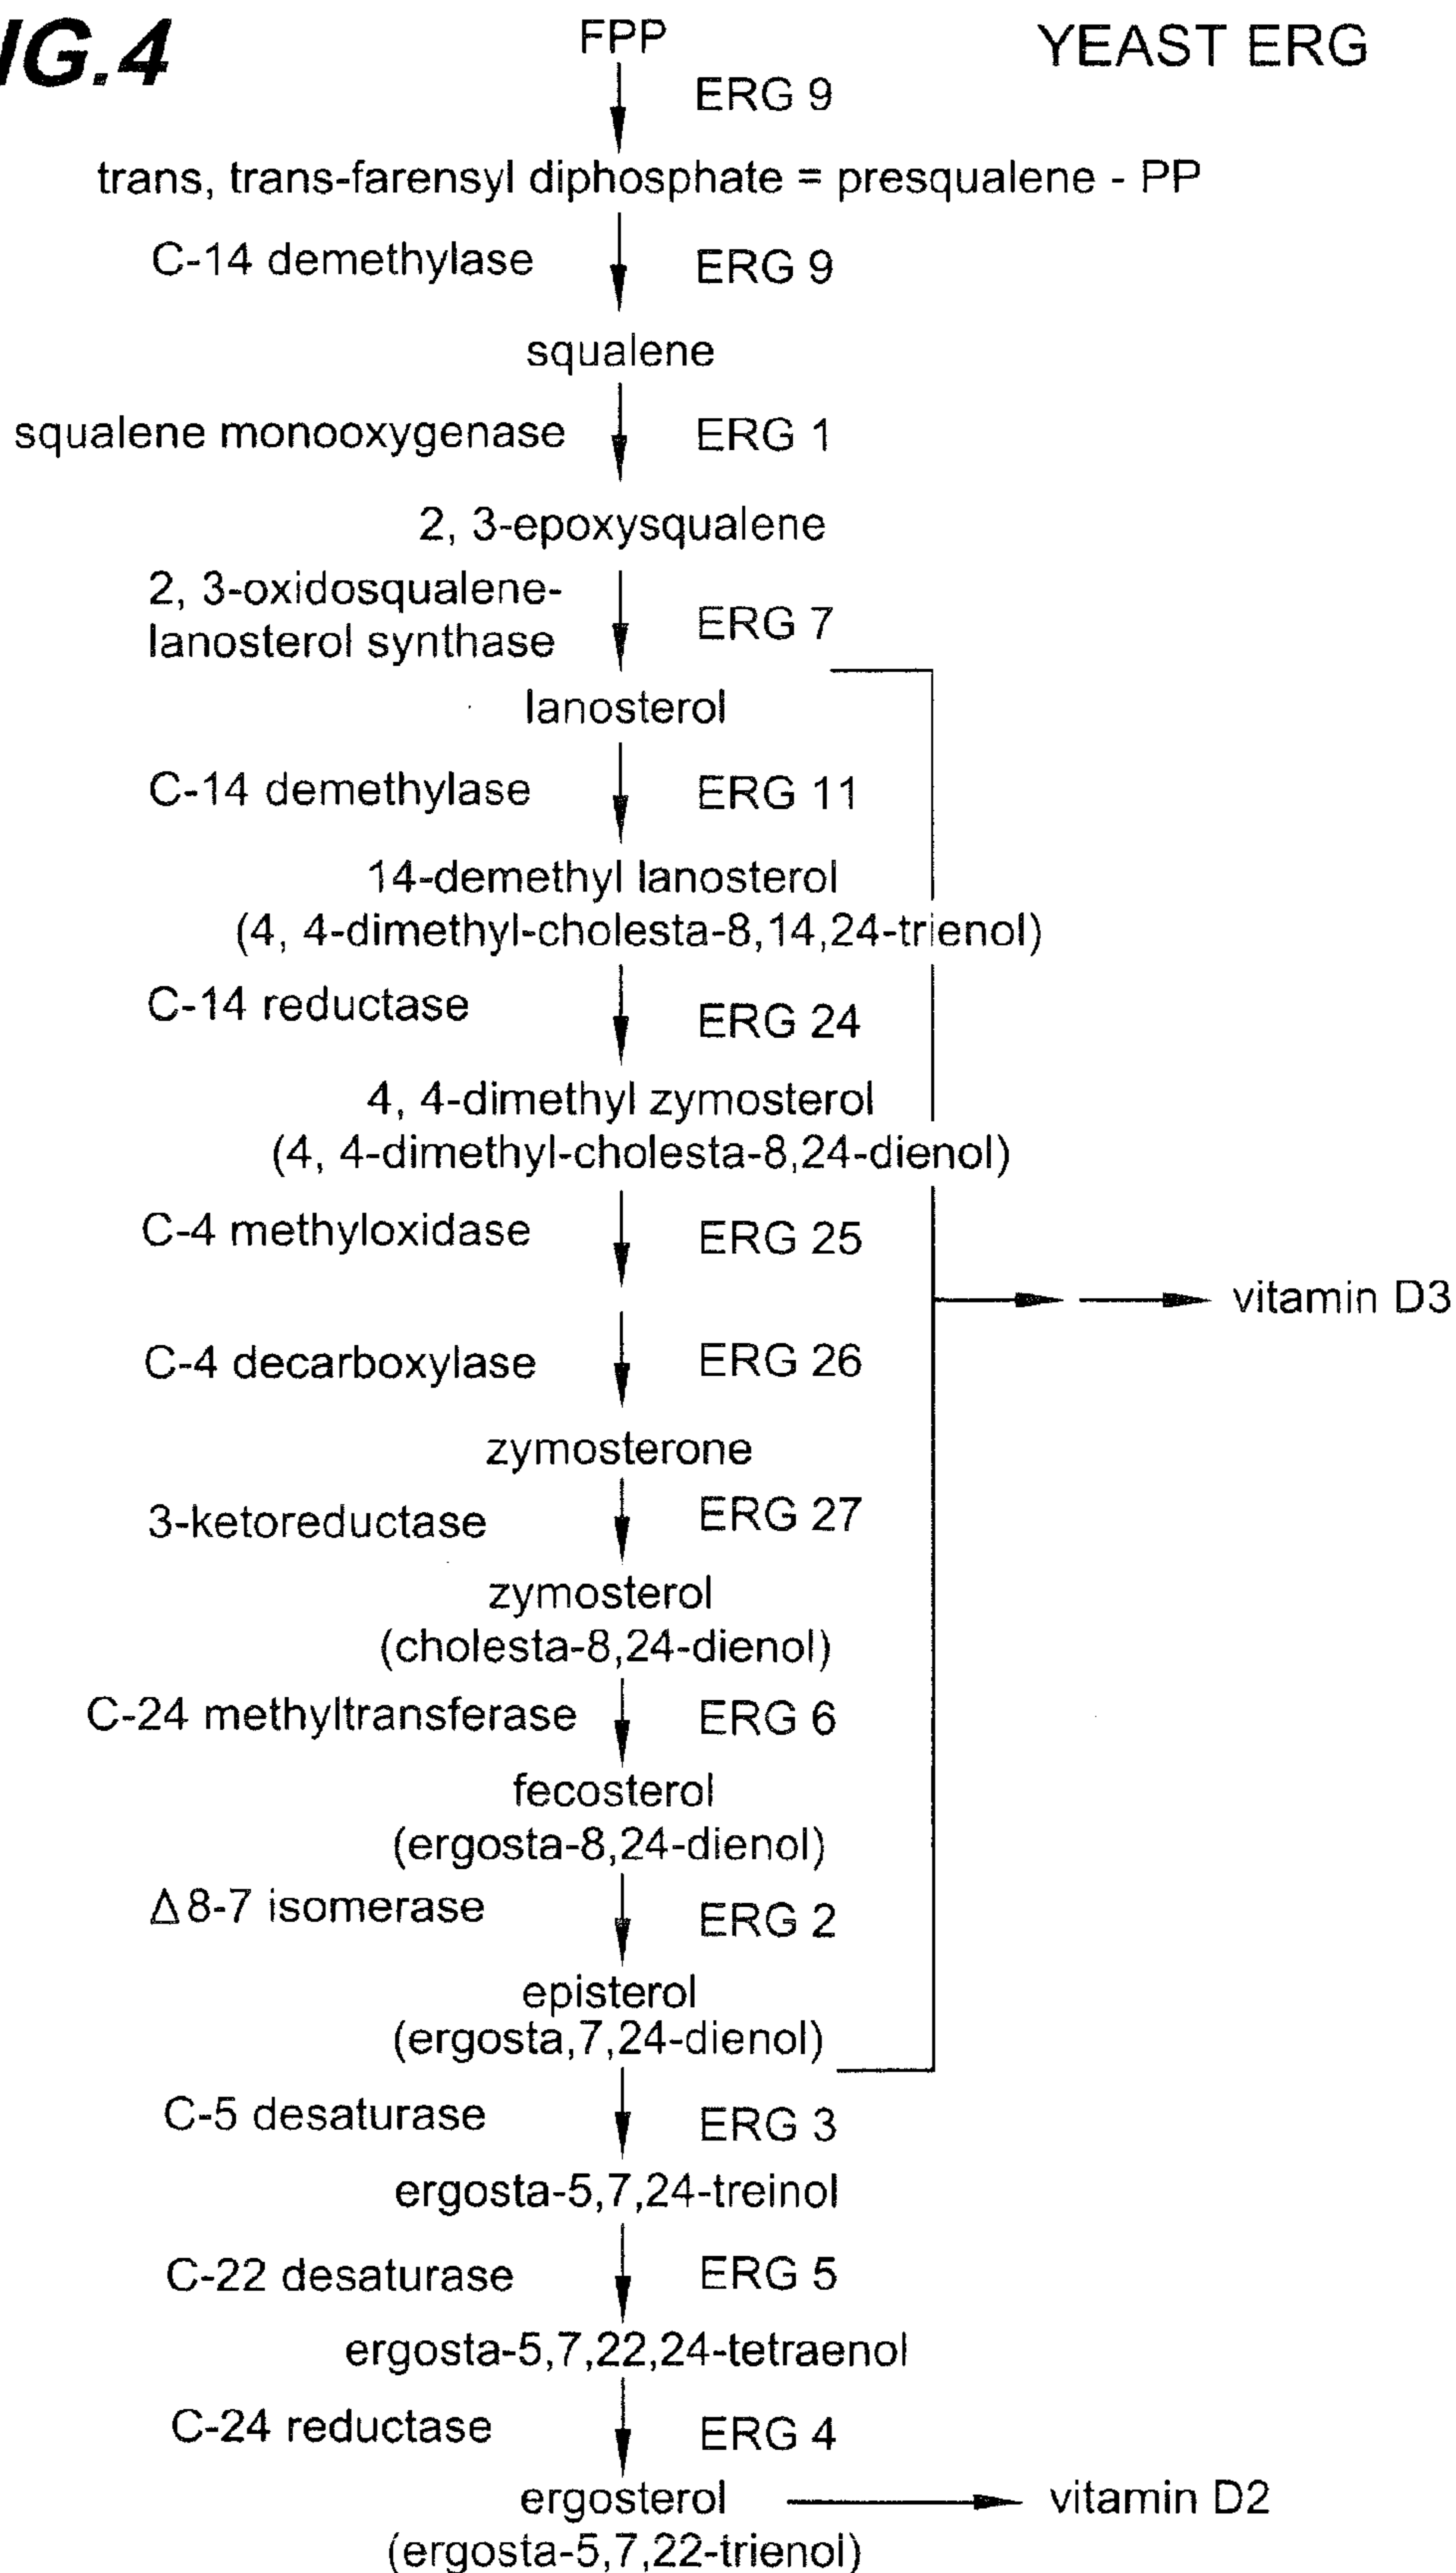 IG.4
FPP
YEAST ERG
ERG 9
trans, trans-farensyl diphosphate = presqualene - PP
C-14 demethylase
ERG 9
squalene
squalene monooxygenase
ERG 1
2, 3-epoxysqualene
2, 3-oxidosqualene-
lanosterol synthase
ERG 7
lanosterol
C-14 demethylase
ERG 11
14-demethyl lanosterol
(4, 4-dimethyl-cholesta-8,14,24-trienol)
C-14 reductase
ERG 24
4, 4-dimethyl zymosterol
(4, 4-dimethyl-cholesta-8,24-dienol)
C-4 methyloxidase
ERG 25
vitamin D3
C-4 decarboxylase
ERG 26
zymosterone
3-ketoreductase
ERG 27
zymosterol
(cholesta-8,24-dienol)
C-24 methyltransferase
ERG 6
fecosterol
(ergosta-8,24-dienol)
Δ8-7 isomerase
ERG 2
episterol
(ergosta,7,24-dienol)
C-5 desaturase
ERG 3
ergosta-5,7,24-treinol
C-22 desaturase
ERG 5
ergosta-5,7,22,24-tetraenol
C-24 reductase
ERG 4
ergosterol
vitamin D2
(ergosta-5,7,22-trienol)